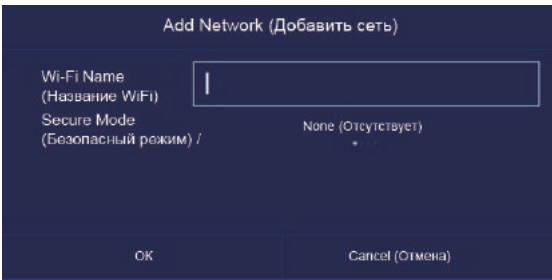 Add Network (Добавить сеть)
Wi-Fi Name
(Название WiFi)
Secure Mode
(Безопасный режим) /
None (Отсутствует)
OK
Cancel (Отмена)